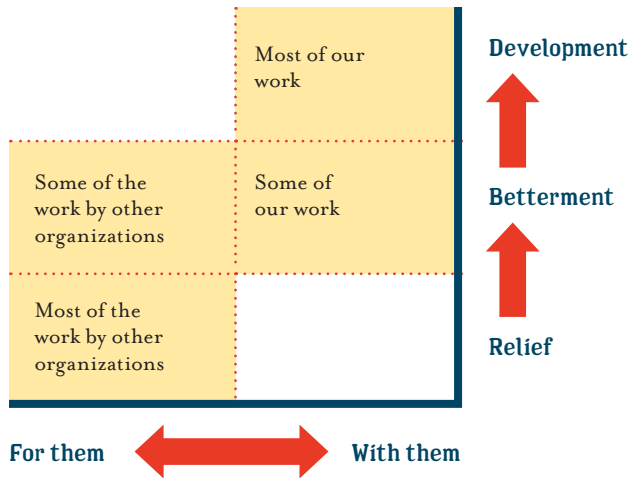 Most of our
work
Development
Some of the
work by other
organizations
Some of
our work
Betterment
Most of the
work by other
organizations
Relief
For them
With them